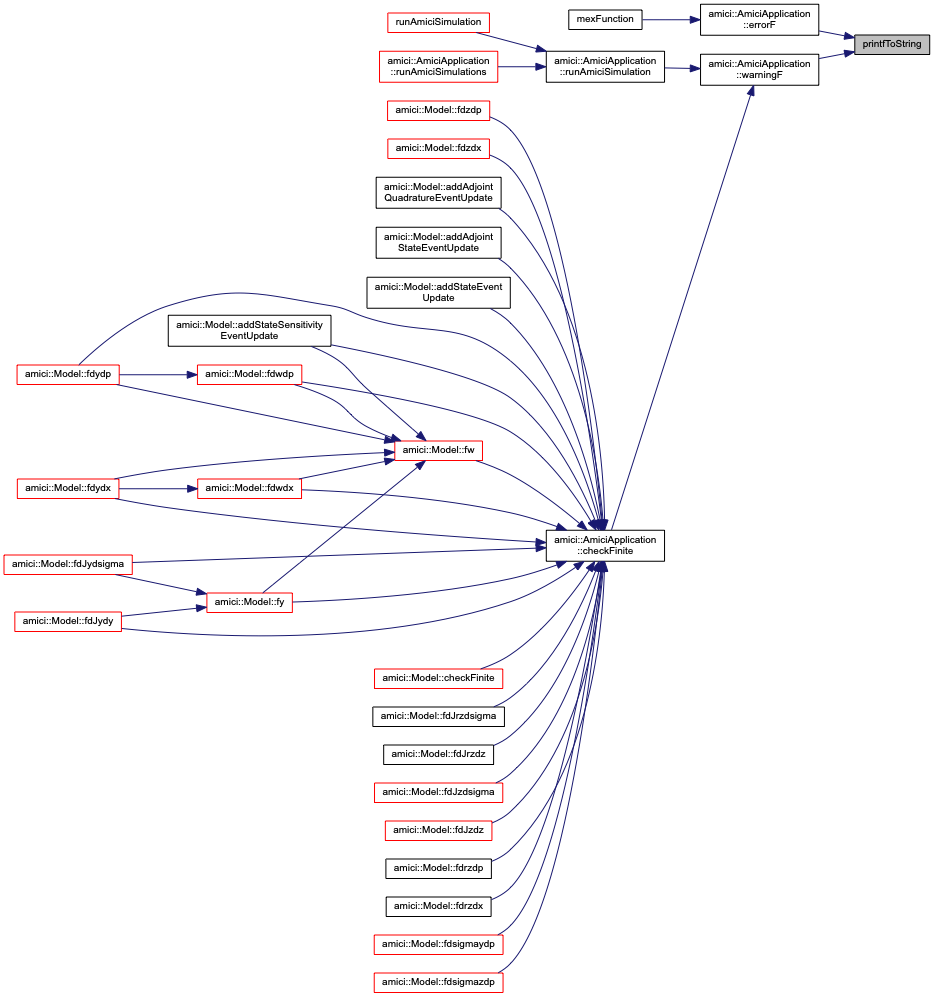 runAmiciSimulation
mexFunction
amici::AmiciApplication
::errorF
printfToString
amici::AmiciApplication
::runAmiciSimulations
amici::AmiciApplication
::runAmiciSimulation
amici::AmiciApplication
::warningF
amici::Model::fdzdp
amici::Model::fdzdx
amici::Model::addAdjoint
QuadratureEventUpdate
amici::Model::addAdjoint
StateEventUpdate
amici::Model::addStateEvent
Update
amici::Model::addStateSensitivity
EventUpdate
amici::Model::fdydp
amici::Model::fdwdp
amici::Model::fw
amici::Model::fdydx
amici::Model::fdwdx
amici::AmiciApplication
::checkFinite
amici::Model::fdJydsigma
amici::Model::fy
amici::Model::fdJydy
amici::Model::checkFinite
amici::Model::fdJrzdsigma
amici::Model::fdJrzdz
amici::Model::fdJzdsigma
amici::Model::fdJzdz
amici::Model::fdrzdp
amici::Model::fdrzdx
amici::Model::fdsigmaydp
amici::Model::fdsigmazdp